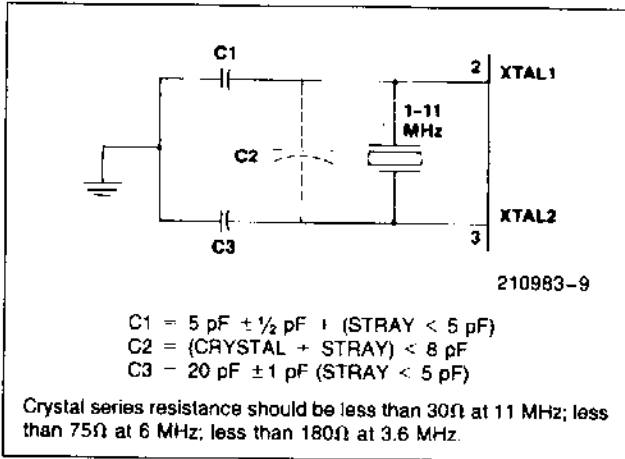 C1
2 XTAL1
1-11
MHz
C2
XTAL2
3
C3
210983-9
C1 = 5 pF ± ½ pF + (STRAY < 5 pF)
C2 = (CRYSTAL + STRAY) < 8 pF
C3 = 20 pF ± 1 pF (STRAY < 5 pF)
Crystal series resistance should be less than 30Ω at 11 MHz; less
than 75Ω at 6 MHz; less than 180Ω at 3.6 MHz.